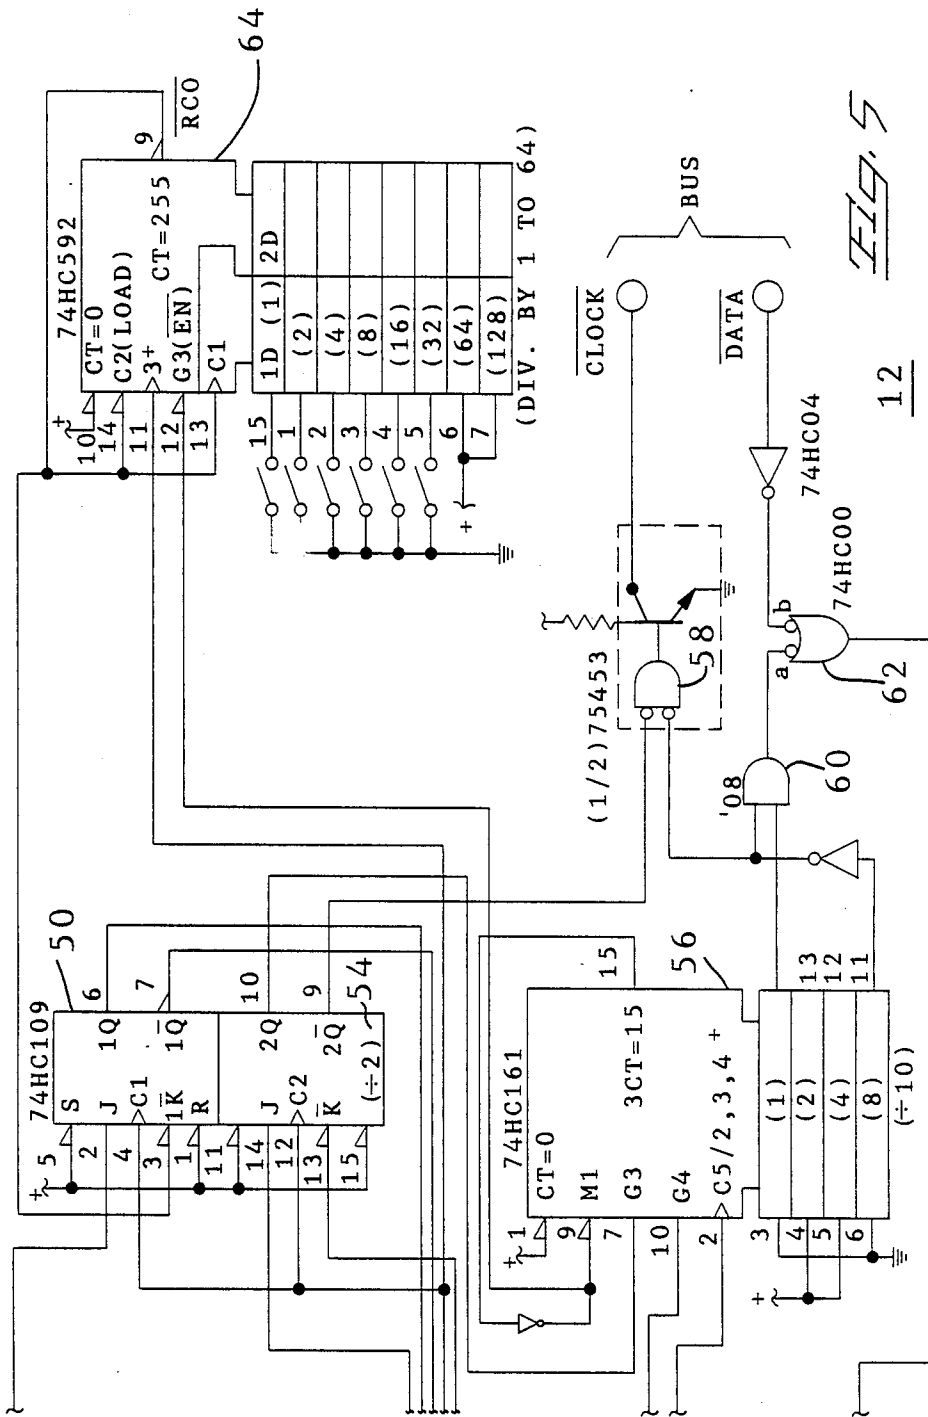 74HC109
50
S
J
C1
1K̅
R
1Q
1Q̅
J
C2
K̅
2Q
2Q̅
(÷2)
54
+
5
2
4
3
1
11
14
12
13
15
6
7
10
9
74HC592
64
CT=0
C2(LOAD)
3+
CT=255
G3(E̅N̅)
C1
+
10
14
11
12
13
9
R̅C̅O̅
1D (1) 2D
(2)
(4)
(8)
(16)
(32)
(64)
(128)
15
1
2
3
4
5
6
7
+
(DIV. BY 1 TO 64)
74HC161
56
CT=0
M1
3CT=15
G3
G4
C5/2,3,4 +
+
1
9
7
10
2
15
(1)
(2)
(4)
(8)
(÷10)
3
4
5
6
+
13
12
11
(1/2)75453
58
C̅L̅O̅C̅K̅
BUS
D̅A̅T̅A̅
'08
60
a
b
62
74HC00
74HC04
12
Fig. 5